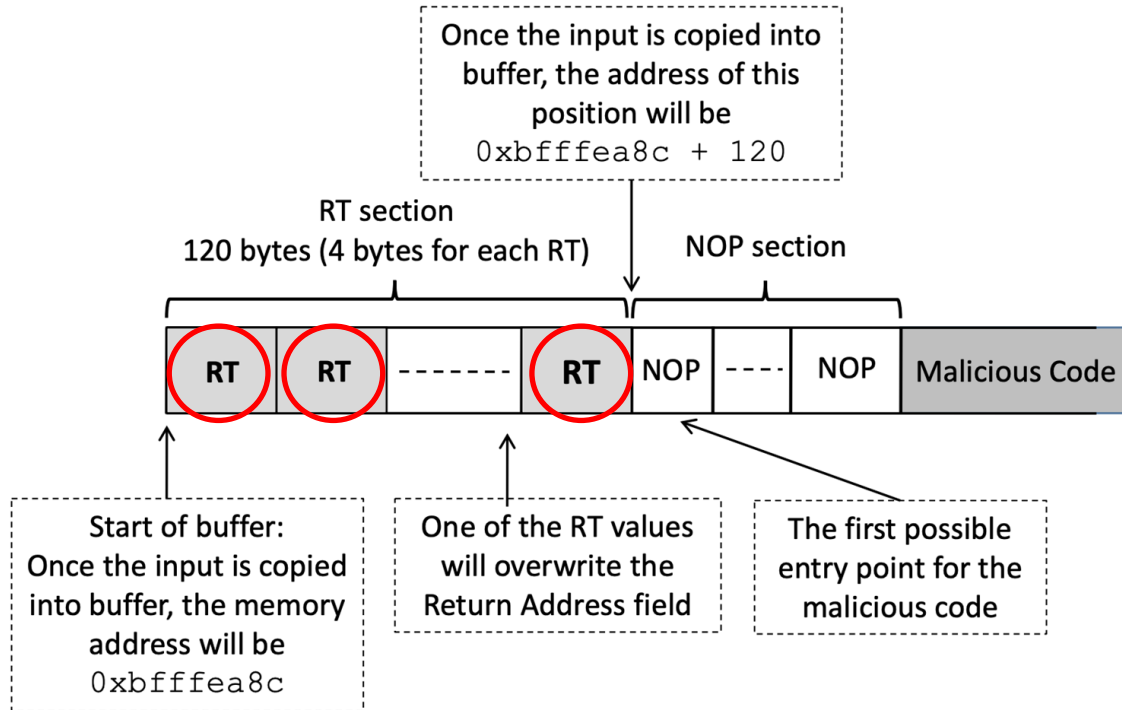 Once the input is copied into
buffer, the address of this
position will be
0xbfffea8c + 120
RT section
120 bytes (4 bytes for each RT)
NOP section
RT
RT
RT
NOP
NOP
Malicious Code
Start of buffer:
Once the input is copied
into buffer, the memory
address will be
0xbfffea8c
One of the RT values
will overwrite the
Return Address field
The first possible
entry point for the
malicious code